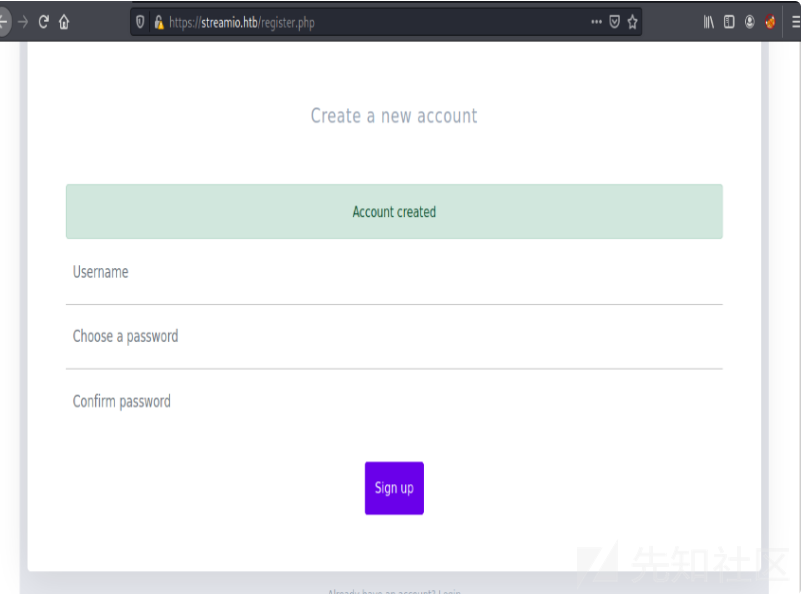 https://streamio.htb/register.php
Create a new account
Account created
Username
Choose a password
Confirm password
Sign up
先知社区
Already have an account? Login